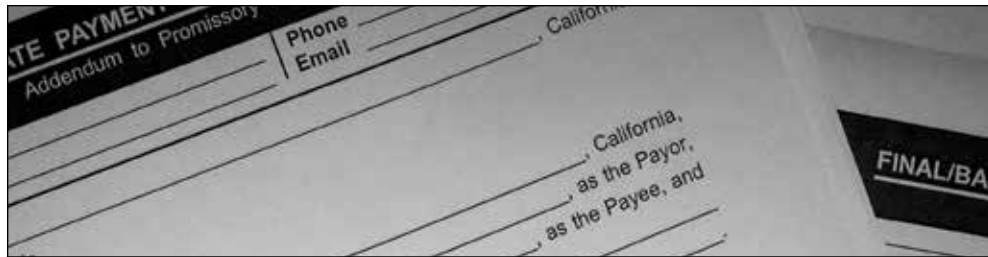 ATE PAYMENT
Addendum to Promissory
Phone
Email
, California
, California,
, as the Payor,
, as the Payee, and
.
FINAL/BA